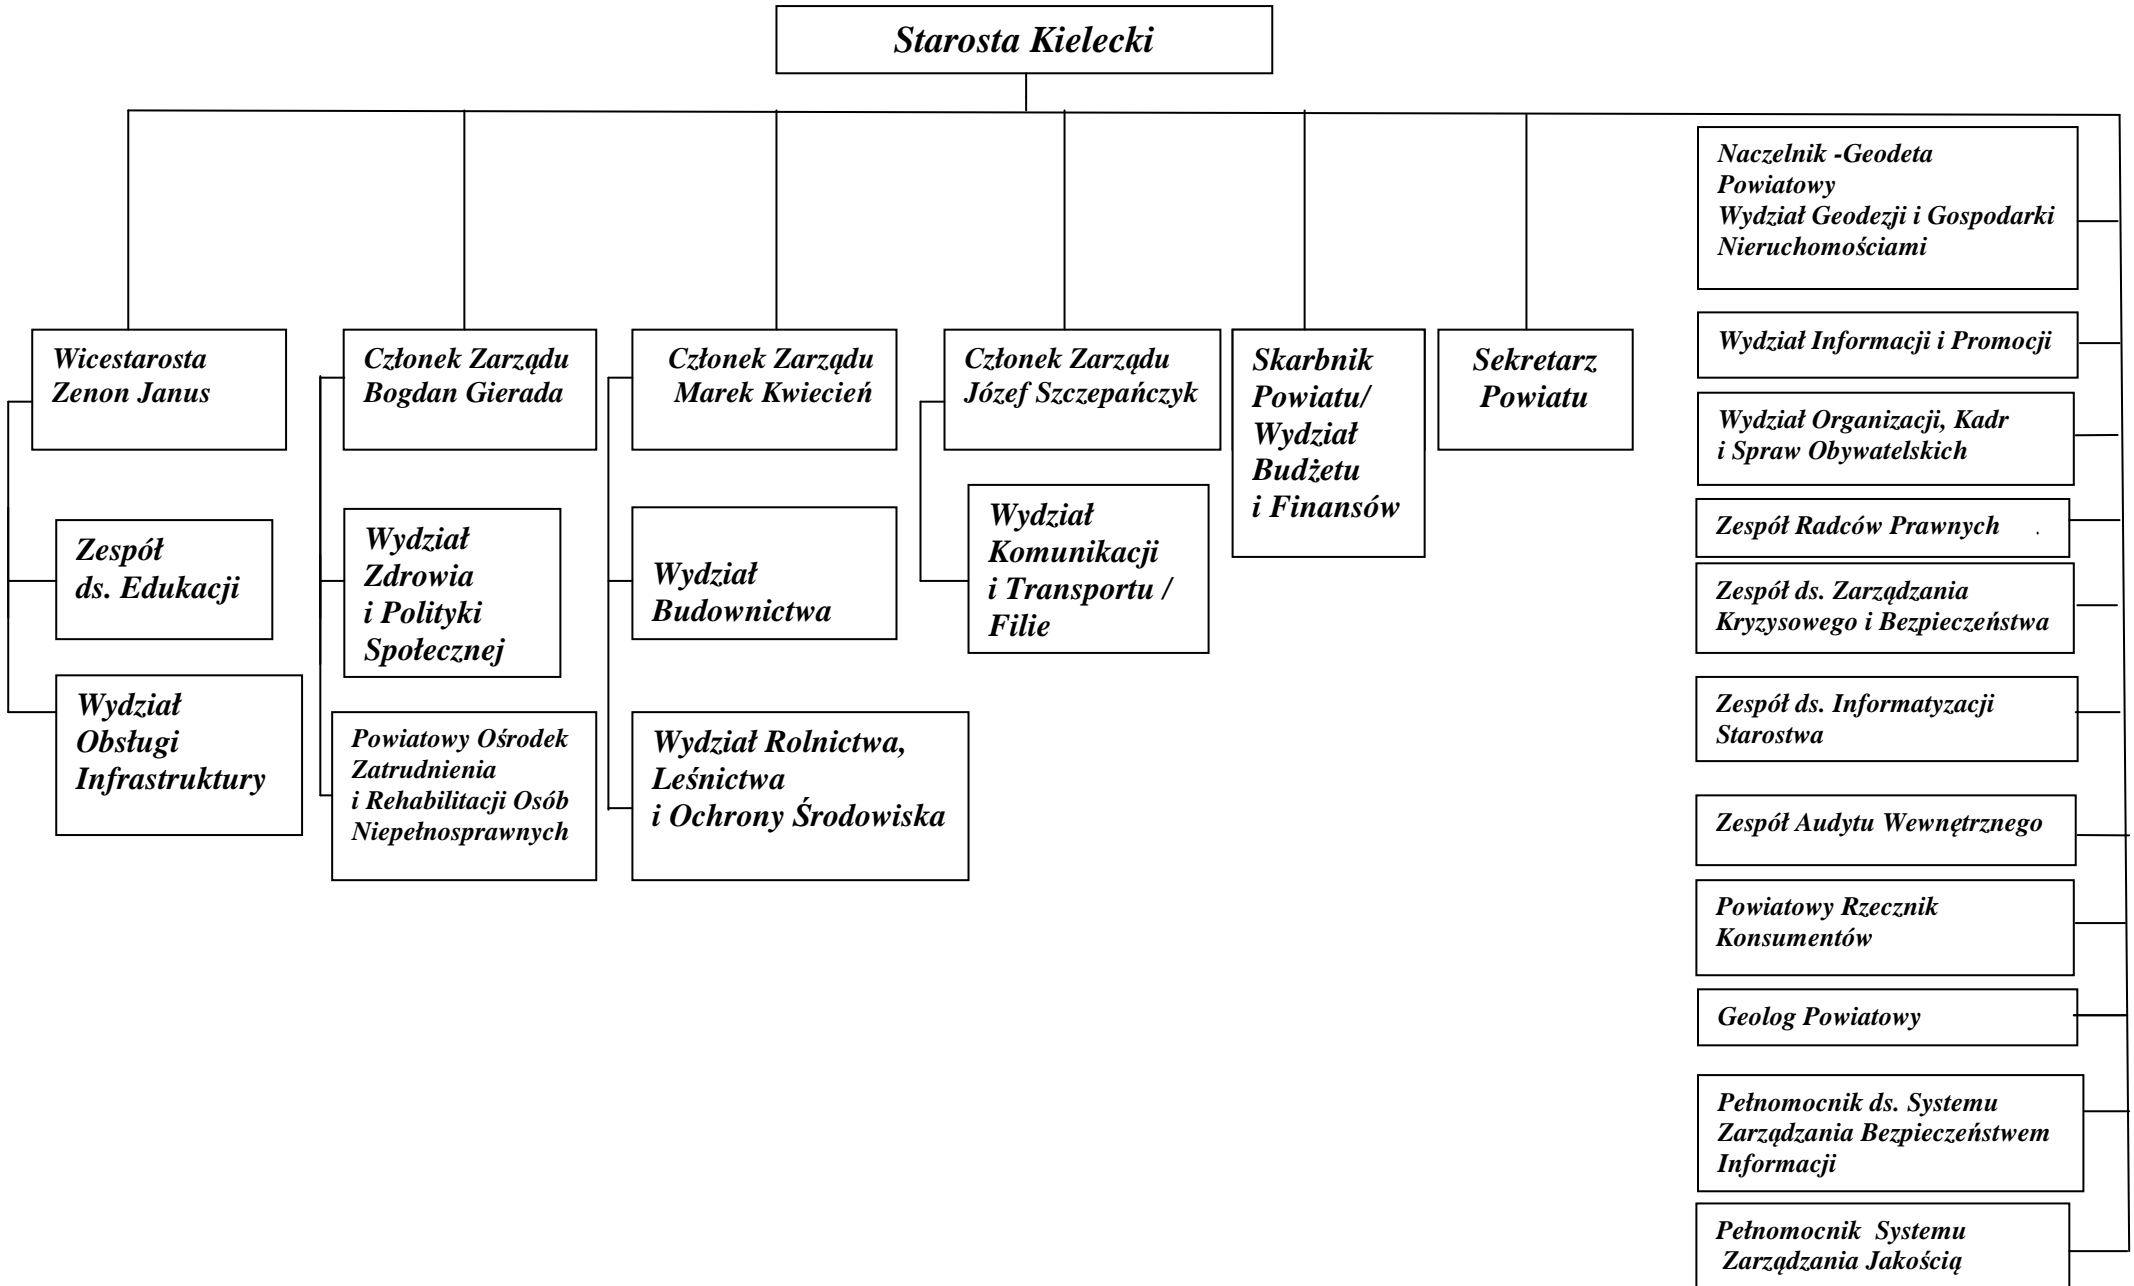 Starosta Kielecki
Wicestarosta
Zenon Janus
Zespół
ds. Edukacji
Wydział
Obsługi
Infrastruktury
Członek Zarządu
Bogdan Gierada
Wydział
Zdrowia
i Polityki
Społecznej
Powiatowy Ośrodek
Zatrudnienia
i Rehabilitacji Osób
Niepełnosprawnych
Członek Zarządu
Marek Kwiecień
Wydział
Budownictwa
Wydział Rolnictwa,
Leśnictwa
i Ochrony Środowiska
Członek Zarządu
Józef Szczepańczyk
Wydział
Komunikacji
i Transportu /
Filie
Skarbnik
Powiatu/
Wydział
Budżetu
i Finansów
Sekretarz
Powiatu
Naczelnik -Geodeta
Powiatowy
Wydział Geodezji i Gospodarki
Nieruchomościami
Wydział Informacji i Promocji
Wydział Organizacji, Kadr
i Spraw Obywatelskich
Zespół Radców Prawnych .
Zespół ds. Zarządzania
Kryzysowego i Bezpieczeństwa
Zespół ds. Informatyzacji
Starostwa
Zespół Audytu Wewnętrznego
Powiatowy Rzecznik
Konsumentów
Geolog Powiatowy
Pełnomocnik ds. Systemu
Zarządzania Bezpieczeństwem
Informacji
Pełnomocnik Systemu
Zarządzania Jakością